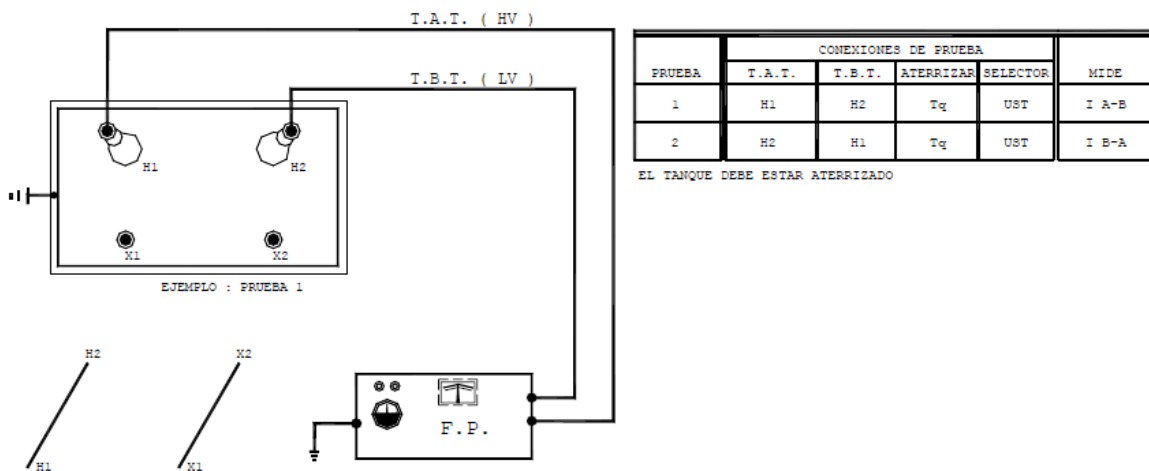 T.A.T. ( HV )
T.B.T. ( LV )
H1
H2
X1
X2
EJEMPLO : PRUEBA 1
H2
X2
H1
X1
F.P.
CONEXIONES DE PRUEBA
PRUEBA T.A.T. T.B.T. ATERRIZAR SELECTOR MIDE
1 H1 H2 Tq UST I A-B
2 H2 H1 Tq UST I B-A
EL TANQUE DEBE ESTAR ATERRIZADO